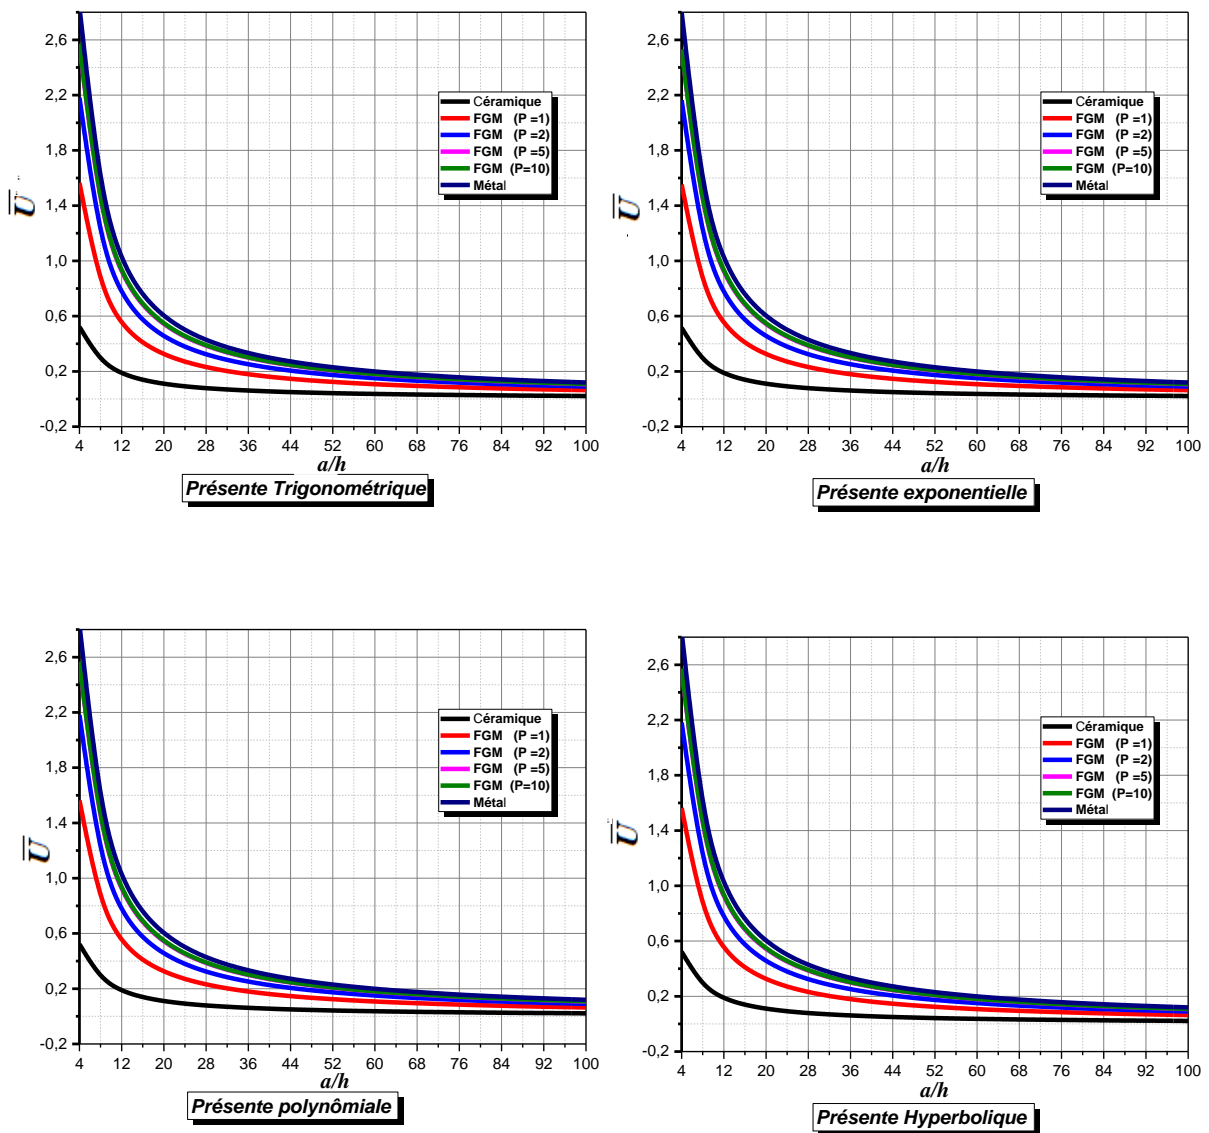 2,6
2,2
1,8
1,4
1,0
0,6
0,2
-0,2
U
Céramique
FGM (P =1)
FGM (P =2)
FGM (P =5)
FGM (P=10)
Métal
4 12 20 28 36 44 52 60 68 76 84 92 100
a/h
Présente Trigonométrique
2,6
2,2
1,8
1,4
1,0
0,6
0,2
-0,2
U
Céramique
FGM (P =1)
FGM (P =2)
FGM (P =5)
FGM (P=10)
Métal
4 12 20 28 36 44 52 60 68 76 84 92 100
a/h
Présente exponentielle
2,6
2,2
1,8
1,4
1,0
0,6
0,2
-0,2
U
Céramique
FGM (P =1)
FGM (P =2)
FGM (P =5)
FGM (P=10)
Métal
4 12 20 28 36 44 52 60 68 76 84 92 100
a/h
Présente polynômiale
2,6
2,2
1,8
1,4
1,0
0,6
0,2
-0,2
U
Céramique
FGM (P =1)
FGM (P =2)
FGM (P =5)
FGM (P=10)
Métal
4 12 20 28 36 44 52 60 68 76 84 92 100
a/h
Présente Hyperbolique